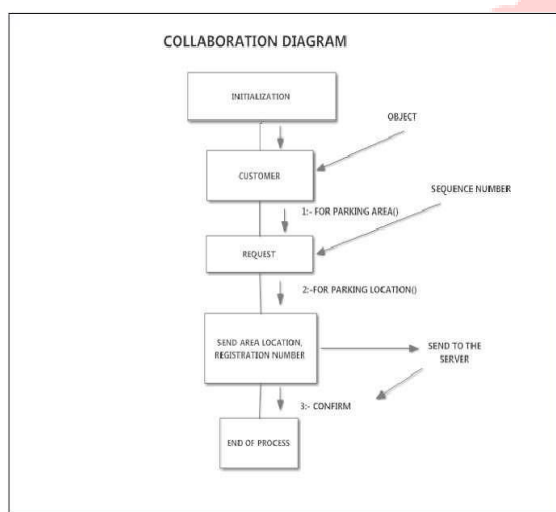 COLLABORATION DIAGRAM
INITIALIZATION
OBJECT
CUSTOMER
SEQUENCE NUMBER
1:- FOR PARKING AREA()
REQUEST
2:-FOR PARKING LOCATION()
SEND AREA LOCATION,
REGISTRATION NUMBER
SEND TO THE
SERVER
3:- CONFIRM
END OF PROCESS